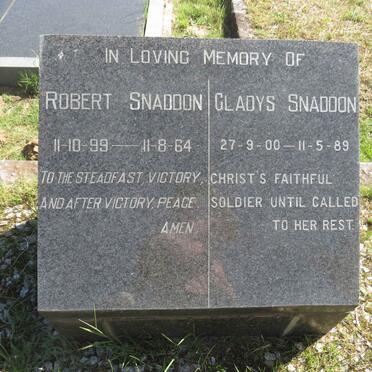 IN LOVING MEMORY OF
ROBERT SNADDON
11-10-99 — 11-8-64
TO THE STEADFAST VICTORY,
AND AFTER VICTORY, PEACE.
AMEN
GLADYS SNADDON
27-9-00 — 11-5-89
CHRIST'S FAITHFUL
SOLDIER UNTIL CALLED
TO HER REST.